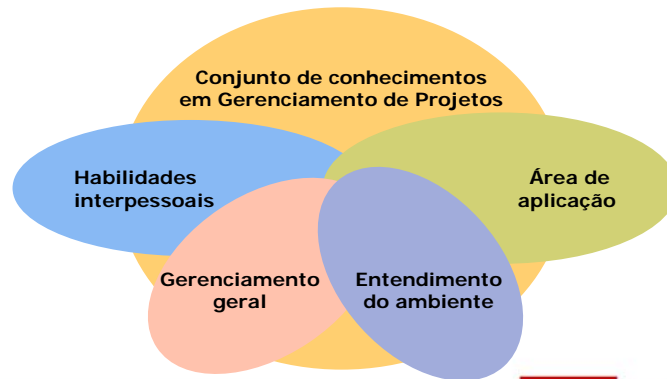 Conjunto de conhecimentos
em Gerenciamento de Projetos
Habilidades
interpessoais
Área de
aplicação
Gerenciamento
geral
Entendimento
do ambiente